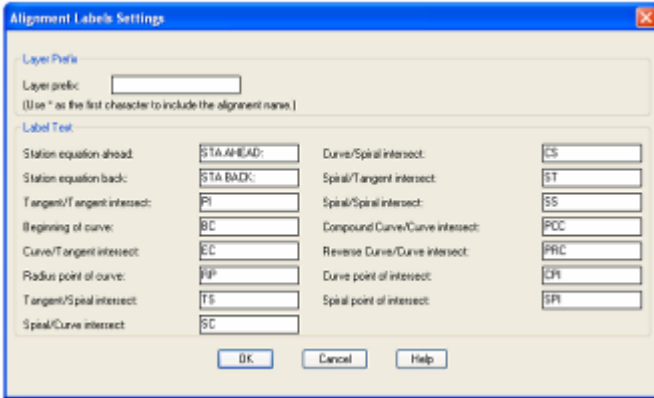 Alignment Labels Settings
Layer Prefix
Layer prefix:
(Use * as the first character to include the alignment name.)
Label Text
Station equation ahead: STA AHEAD:
Station equation back: STA BACK:
Tangent/Tangent intersect: PI
Beginning of curve: BC
Curve/Tangent intersect: EC
Radius point of curve: RP
Tangent/Spiral intersect: TS
Spiral/Curve intersect: SC
Curve/Spiral intersect: CS
Spiral/Tangent intersect: ST
Spiral/Spiral intersect: SS
Compound Curve/Curve intersect: PCC
Reverse Curve/Curve intersect: PRC
Curve point of intersect: CPI
Spiral point of intersect: SPI
OK Cancel Help